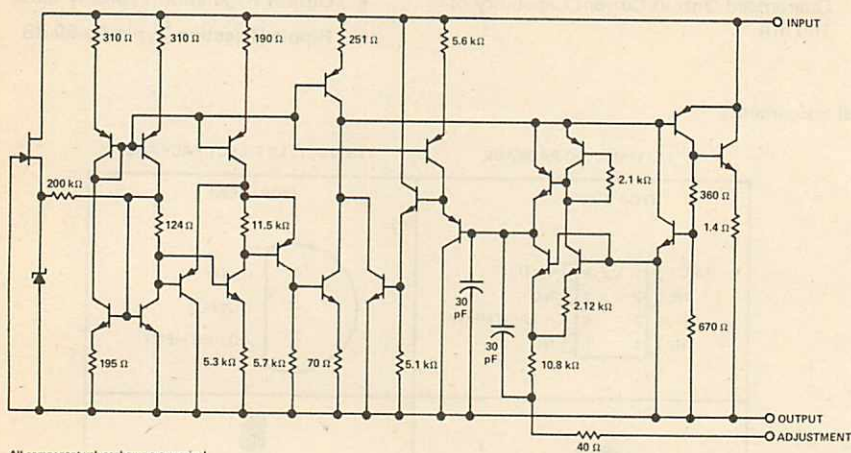 INPUT
310 Ω
310 Ω
190 Ω
251 Ω
5.6 kΩ
200 kΩ
124 Ω
11.5 kΩ
2.1 kΩ
360 Ω
1.4 Ω
30
pF
30
pF
2.12 kΩ
670 Ω
195 Ω
5.3 kΩ
5.7 kΩ
70 Ω
5.1 kΩ
10.8 kΩ
OUTPUT
ADJUSTMENT
40 Ω